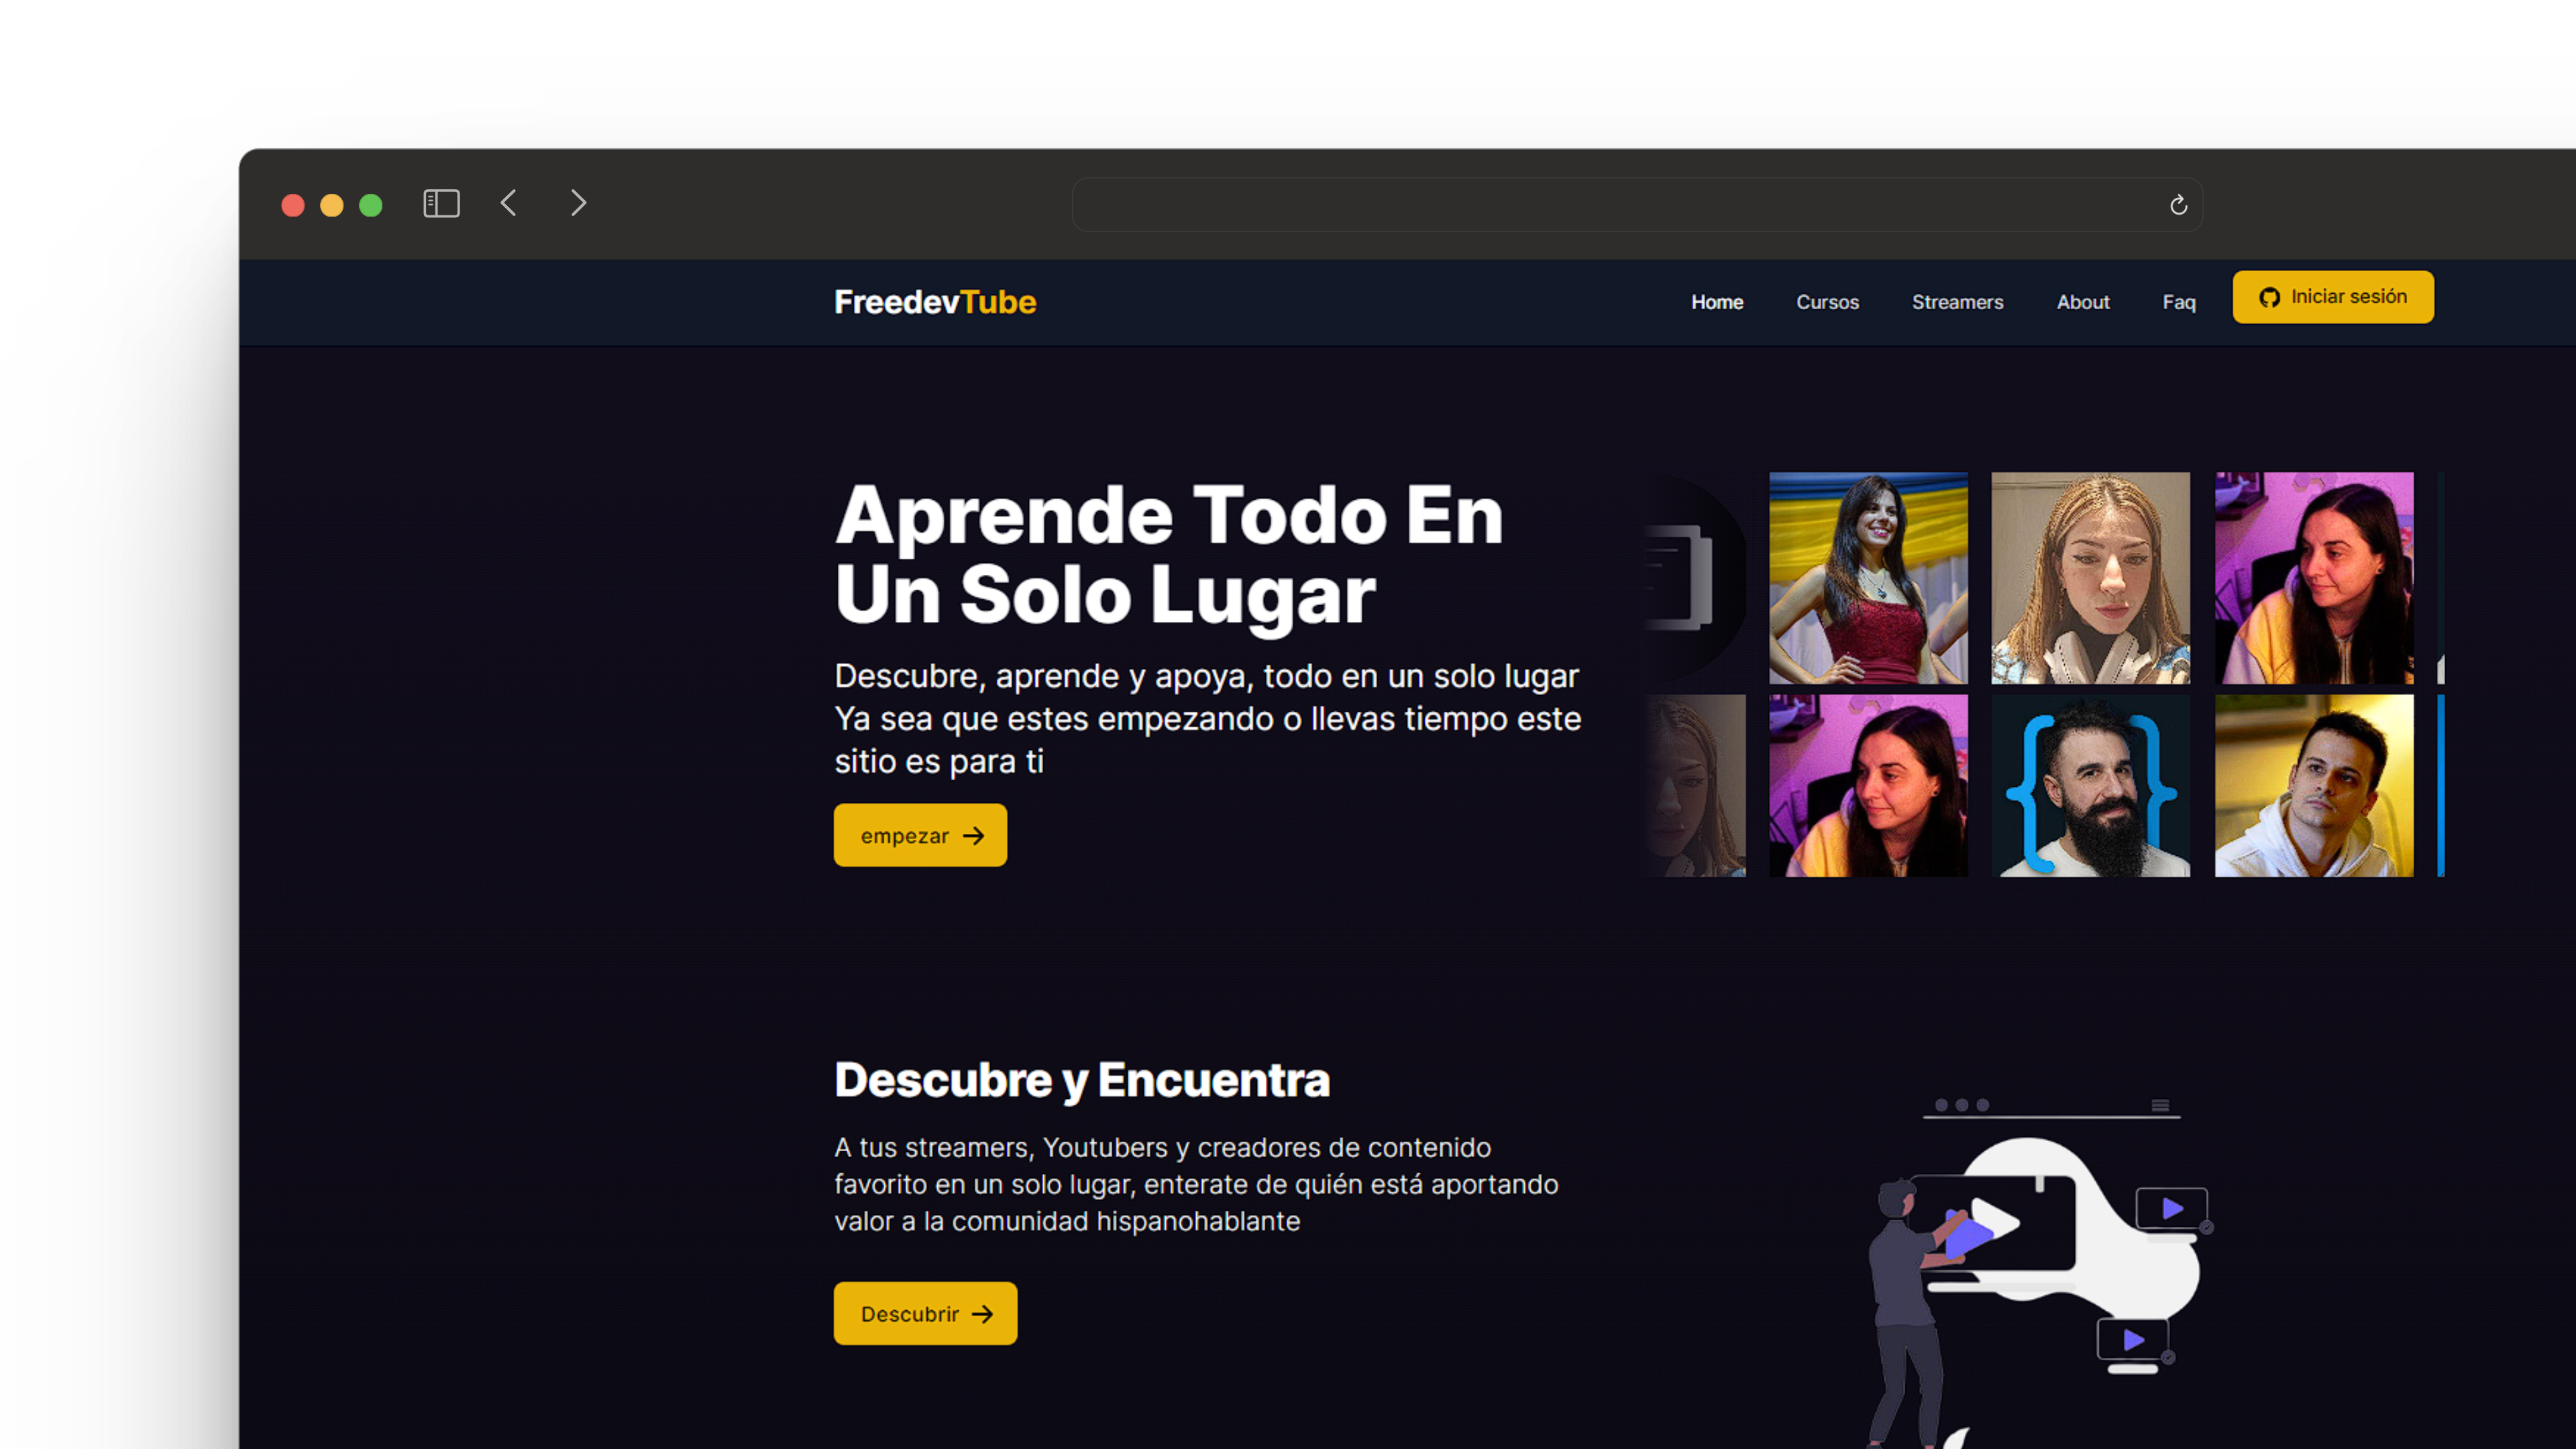 FreedevTube
Home
Cursos
Streamers
About
Faq
Iniciar sesión
Aprende Todo En
Un Solo Lugar
Descubre, aprende y apoya, todo en un solo lugar
Ya sea que estes empezando o llevas tiempo este
sitio es para ti
empezar
Descubre y Encuentra
A tus streamers, Youtubers y creadores de contenido
favorito en un solo lugar, enterate de quién está aportando
valor a la comunidad hispanohablante
Descubrir